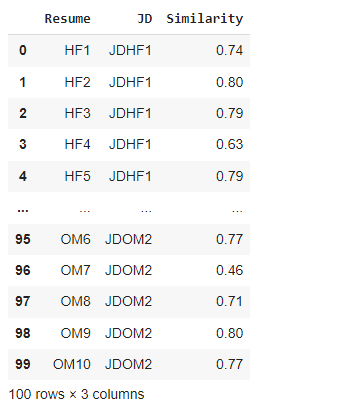 Resume JD Similarity
0 HF1 JDHF1 0.74
1 HF2 JDHF1 0.80
2 HF3 JDHF1 0.79
3 HF4 JDHF1 0.63
4 HF5 JDHF1 0.79
... ... ... ...
95 OM6 JDOM2 0.77
96 OM7 JDOM2 0.46
97 OM8 JDOM2 0.71
98 OM9 JDOM2 0.80
99 OM10 JDOM2 0.77
100 rows × 3 columns